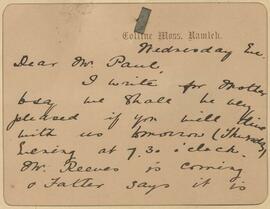 Cottne Moss. Ramleh.
Wednesday Ev.
Dear Mr. Paul,
I write for Mother
to say we shall be very
pleased if you will dine
with us tomorrow (Thursday
Evening at 7.30 o'clock.
Mr. Reeves is coming
& Father says it is